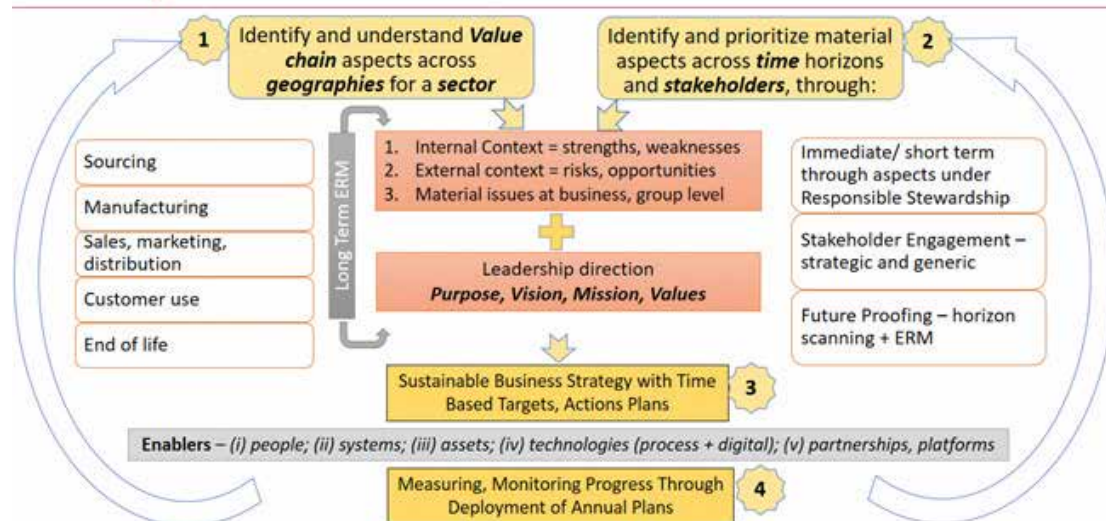 1
Identify and understand Value
chain aspects across
geographies for a sector
Identify and prioritize material
aspects across time horizons
and stakeholders, through:
2
Sourcing
Manufacturing
Sales, marketing,
distribution
Customer use
End of life
Long Term ERM
1. Internal Context = strengths, weaknesses
2. External context = risks, opportunities
3. Material issues at business, group level
Leadership direction
Purpose, Vision, Mission, Values
Immediate/ short term
through aspects under
Responsible Stewardship
Stakeholder Engagement –
strategic and generic
Future Proofing – horizon
scanning + ERM
Sustainable Business Strategy with Time
Based Targets, Actions Plans
3
Enablers – (i) people; (ii) systems; (iii) assets; (iv) technologies (process + digital); (v) partnerships, platforms
Measuring, Monitoring Progress Through
Deployment of Annual Plans
4